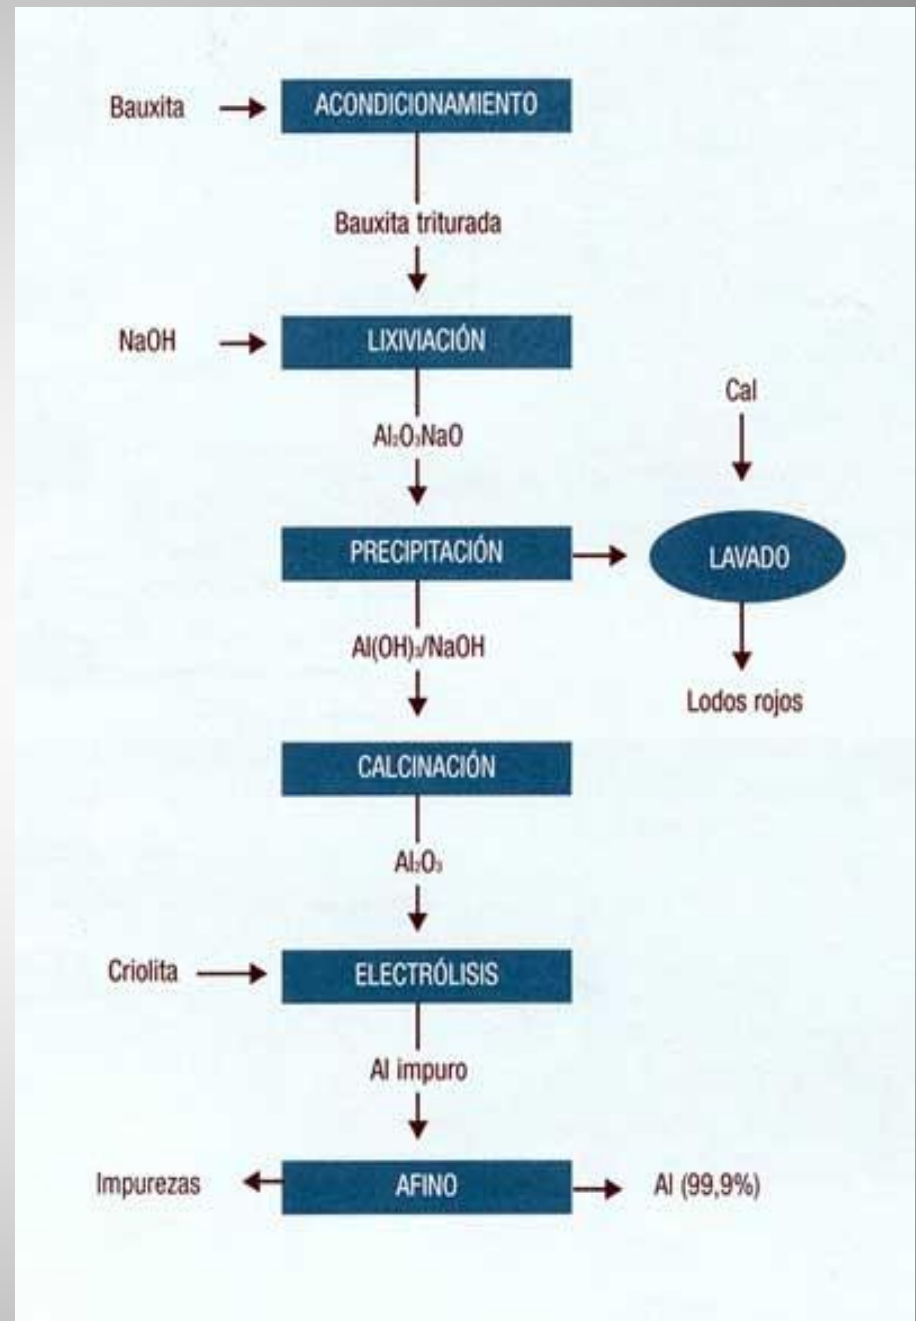 Bauxita
ACONDICIONAMIENTO
Bauxita triturada
NaOH
LIXIVIACIÓN
Cal
Al₂O₃NaO
PRECIPITACIÓN
LAVADO
Al(OH)₃/NaOH
Lodos rojos
CALCINACIÓN
Al₂O₃
Criolita
ELECTRÓLISIS
Al impuro
Impurezas
AFINO
Al (99,9%)